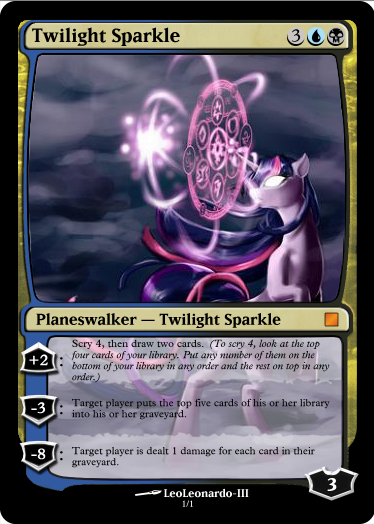 Twilight Sparkle 3
Planeswalker — Twilight Sparkle
+2 : Scry 4, then draw two cards. (To scry 4, look at the top
four cards of your library. Put any number of them on the
bottom of your library in any order and the rest on top in any
order.)
-3 : Target player puts the top five cards of his or her library
into his or her graveyard.
-8 : Target player is dealt 1 damage for each card in their
graveyard.
3
LeoLeonardo-III
1/1